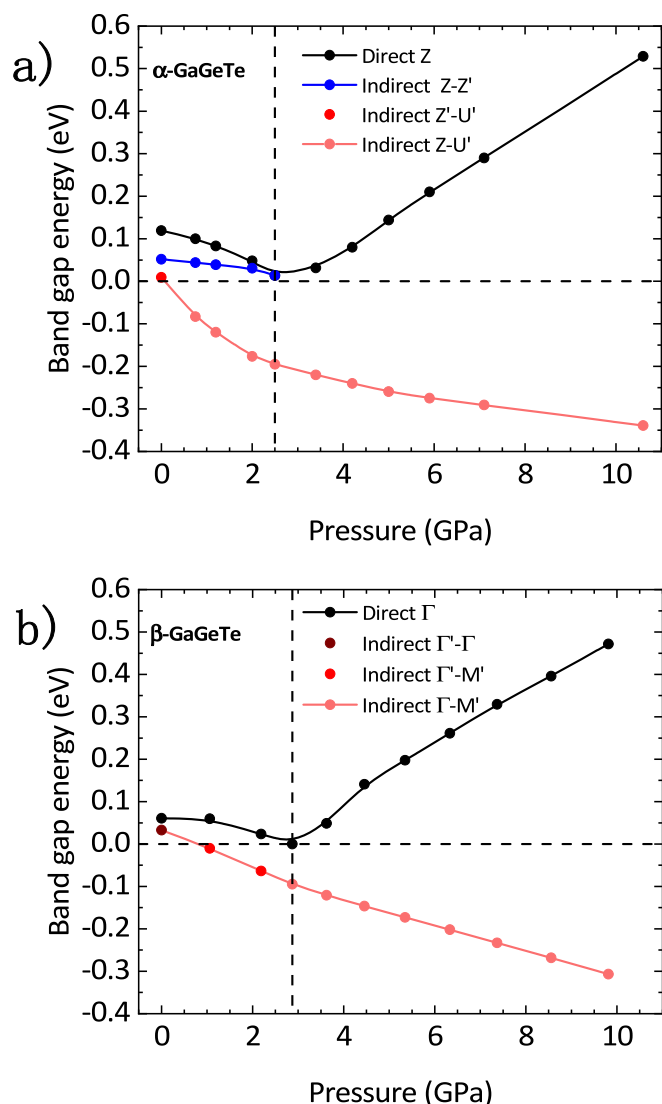 a)
α-GaGeTe
Direct Z
Indirect Z-Z'
Indirect Z'-U'
Indirect Z-U'
Band gap energy (eV)
0.6
0.5
0.4
0.3
0.2
0.1
0.0
-0.1
-0.2
-0.3
-0.4
0 2 4 6 8 10
Pressure (GPa)
b)
β-GaGeTe
Direct Γ
Indirect Γ'-Γ
Indirect Γ'-M'
Indirect Γ-M'
Band gap energy (eV)
0.6
0.5
0.4
0.3
0.2
0.1
0.0
-0.1
-0.2
-0.3
-0.4
0 2 4 6 8 10
Pressure (GPa)